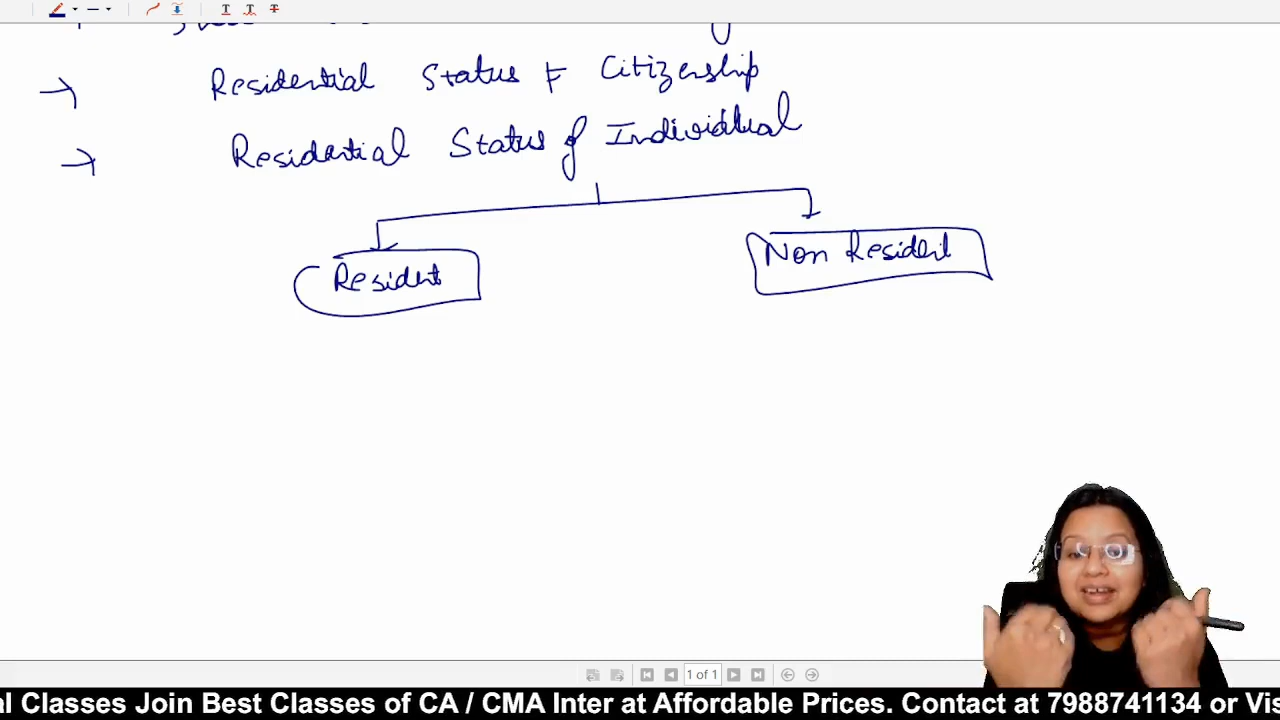 → Residential Status ≠ Citizenship
→ Residential Status of Individual
Resident
Non Resident
1 of 1
al Classes Join Best Classes of CA / CMA Inter at Affordable Prices. Contact at 7988741134 or Vis